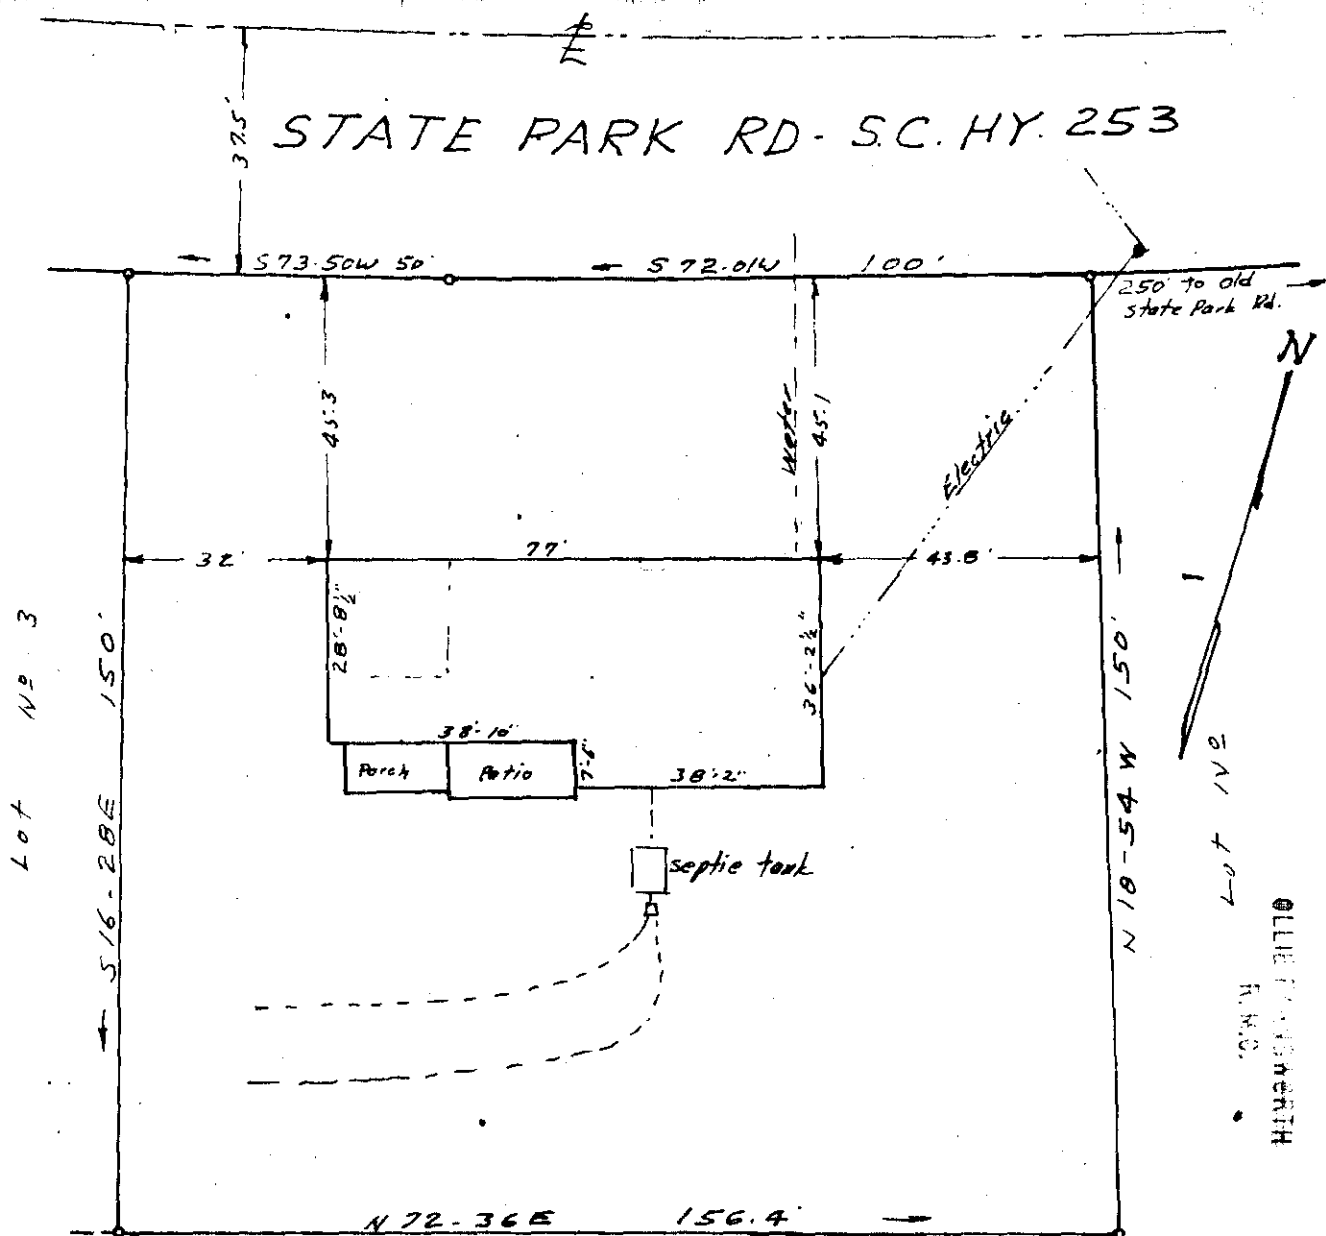 37.5'
STATE PARK RD - S.C. HY. 253
S 73-50W 50'
S 72-01W 100'
250' to old
State Park Rd.
N
45.3
Water
45.1
Electric
32'
77'
43.8'
28'-8½"
36'-2½"
38'-10"
Porch
Patio
7'-6"
38'-2"
septic tank
Lot Nº 3
S 16-28E 150'
N 18-54 W 150'
Lot Nº 1
OLLIE
R.M.C.
N 72-36E 156.4'